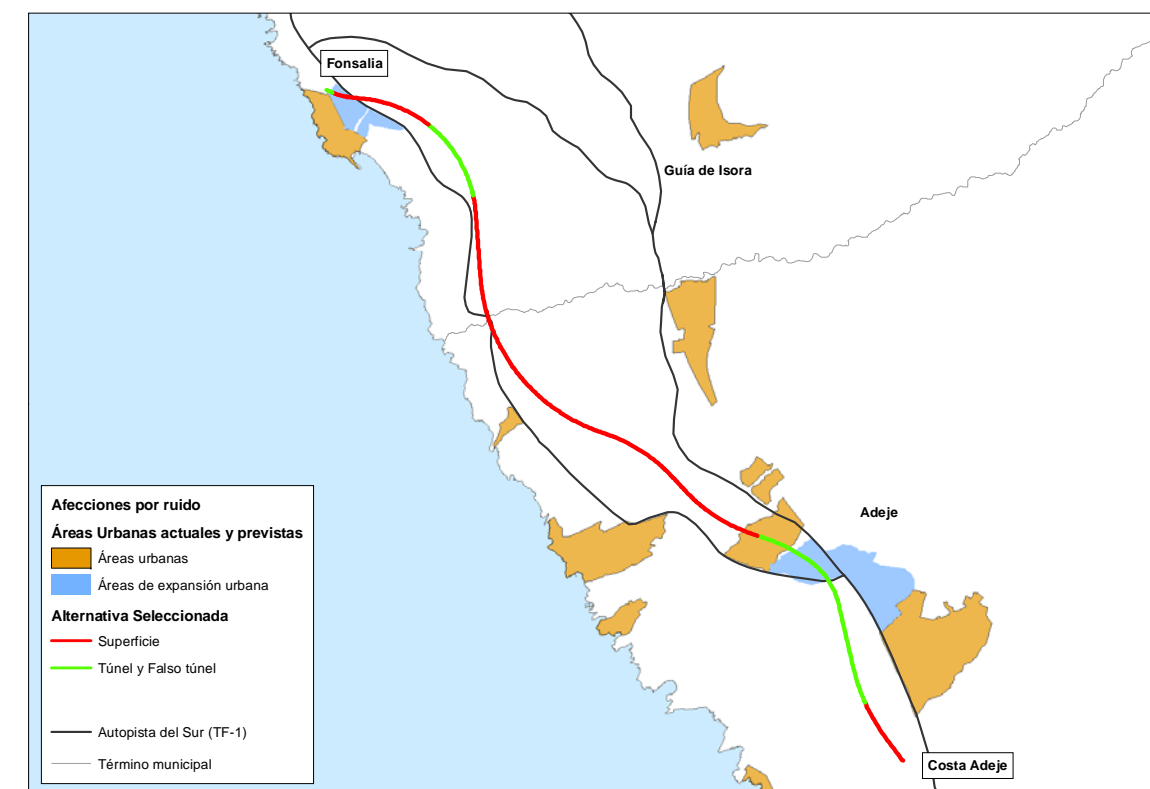 Fonsalia
Guía de Isora
Adeje
Costa Adeje
Afecciones por ruido
Áreas Urbanas actuales y previstas
Áreas urbanas
Áreas de expansión urbana
Alternativa Seleccionada
Superficie
Túnel y Falso túnel
Autopista del Sur (TF-1)
Término municipal